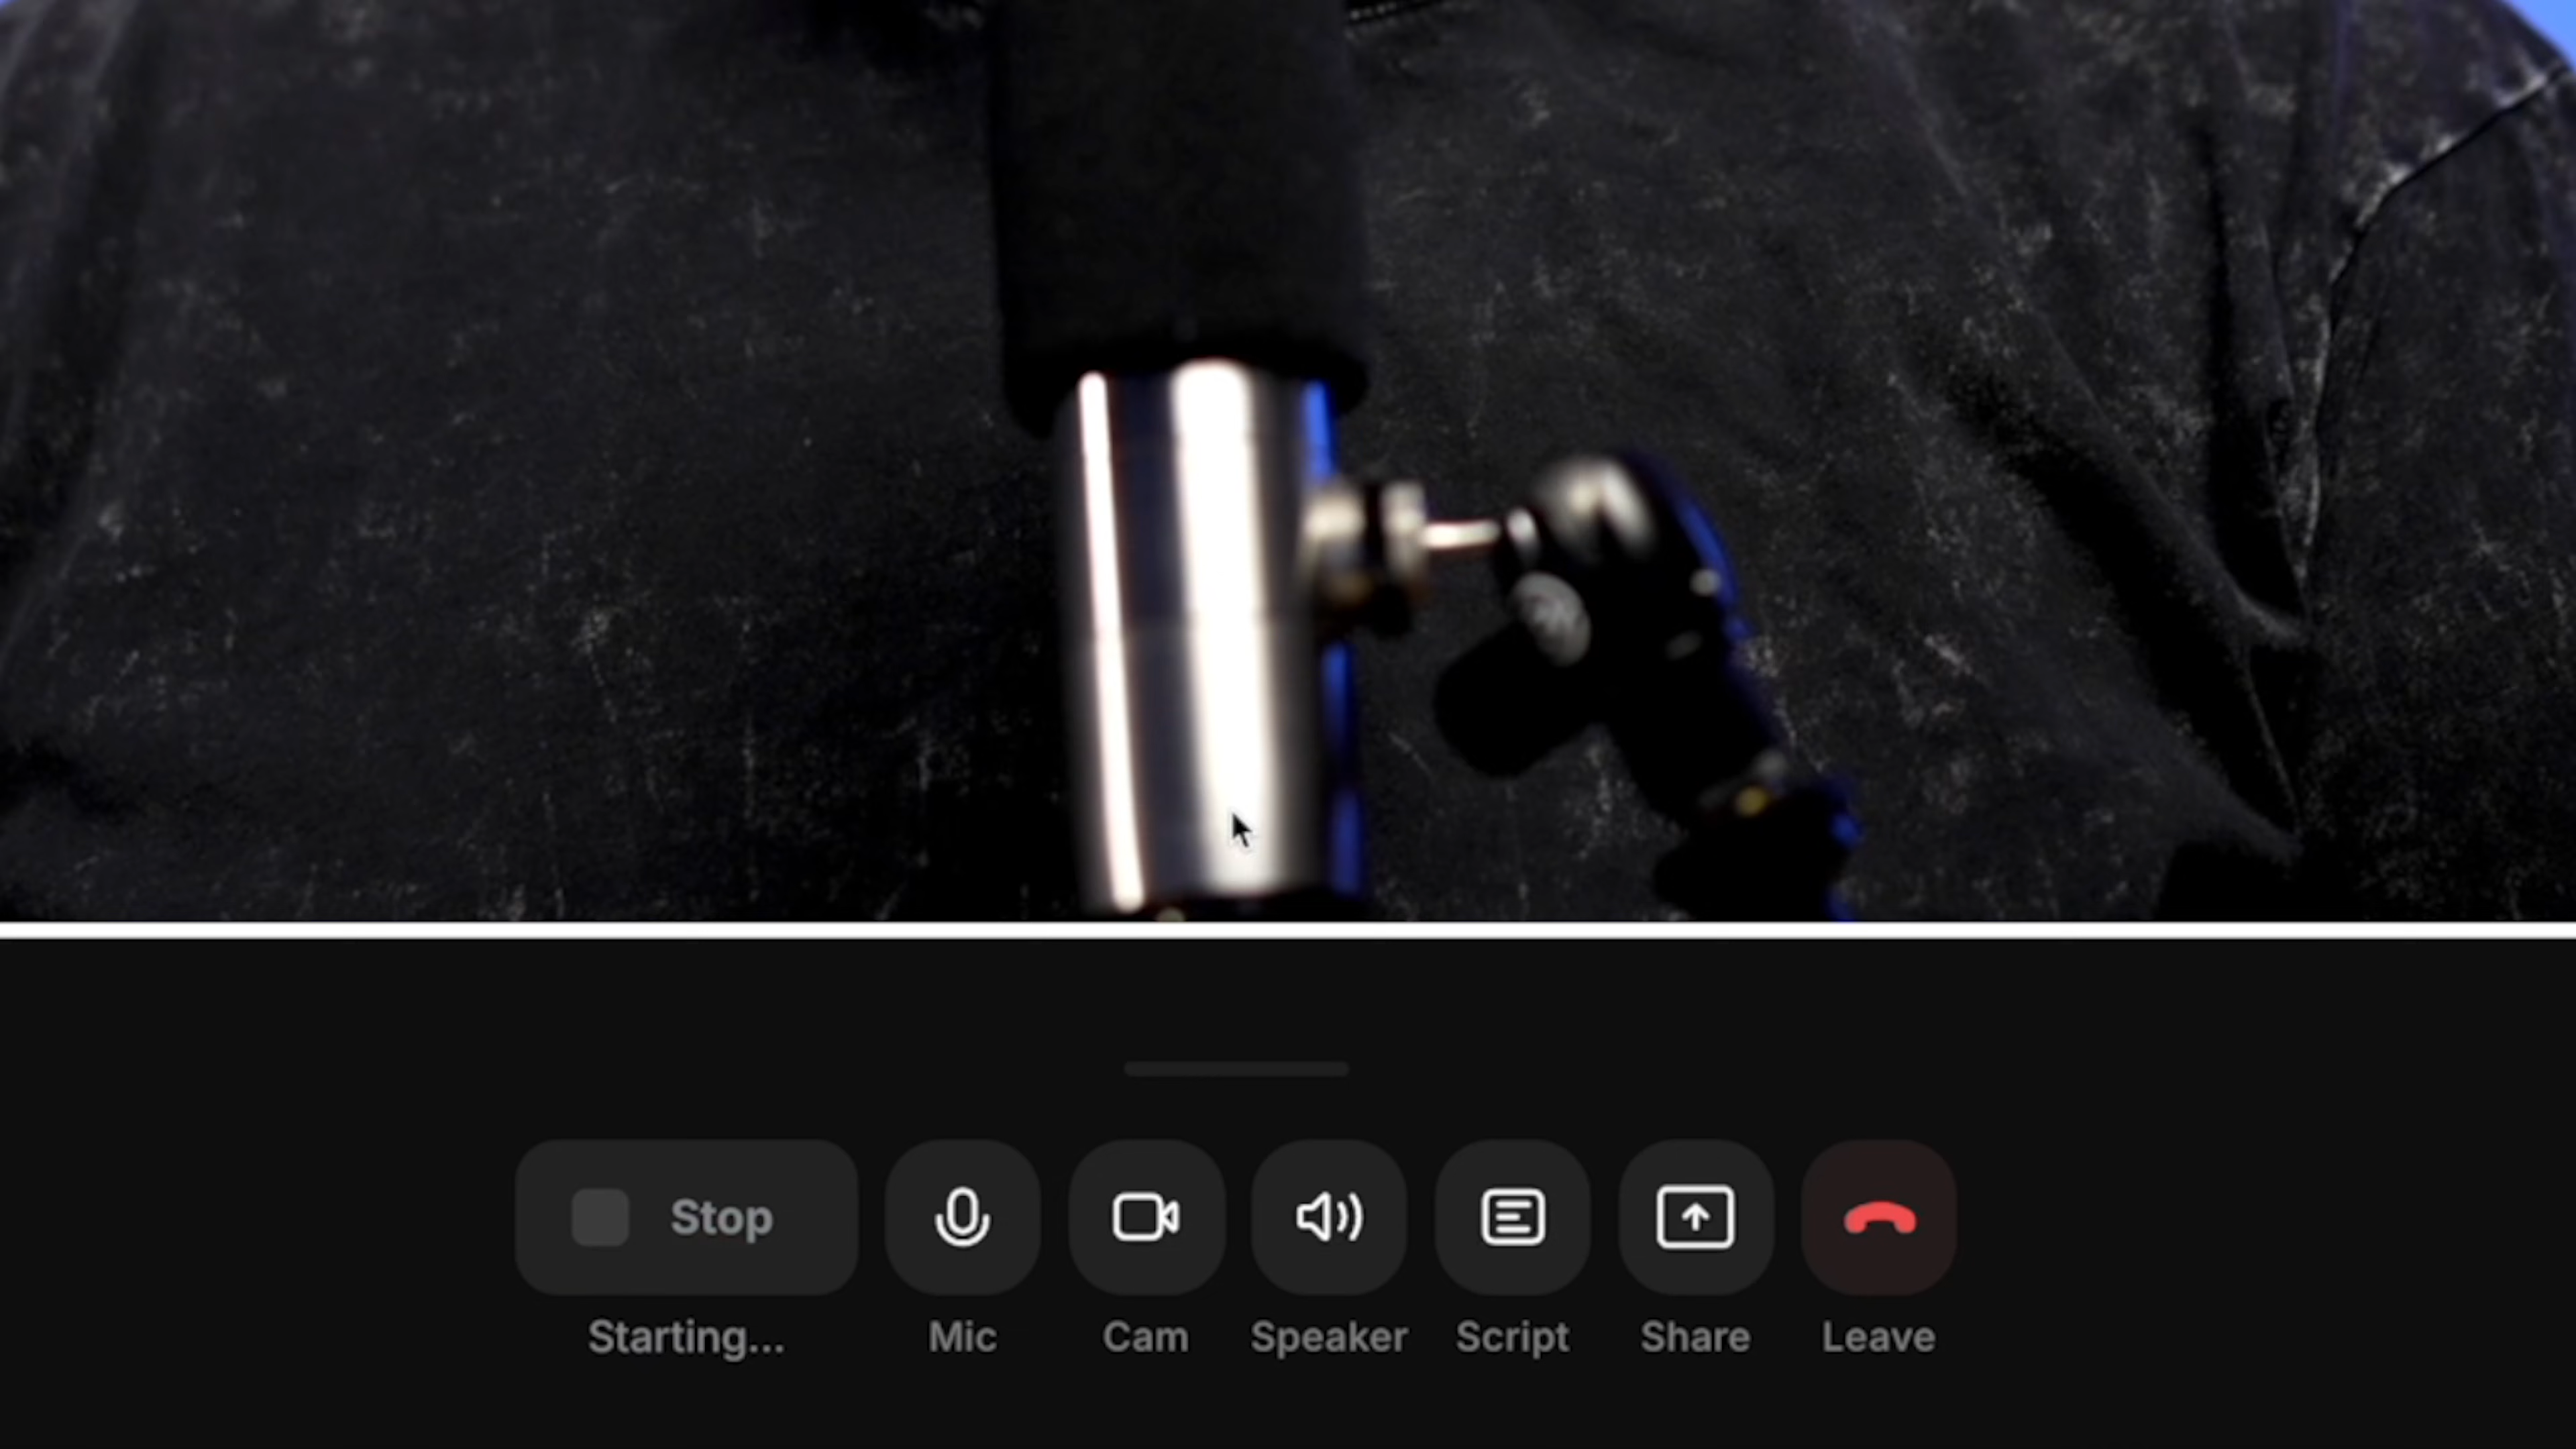 Stop
Starting...
Mic
Cam
Speaker
Script
Share
Leave